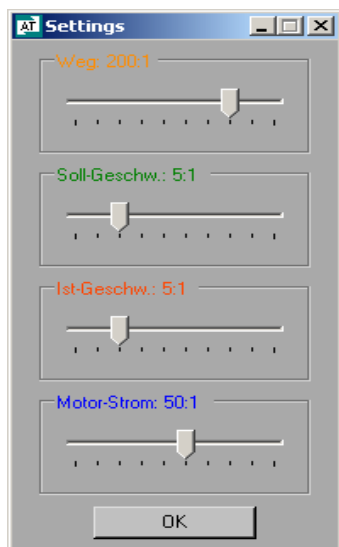 AT Settings
Weg: 200:1
Soll-Geschw.: 5:1
Ist-Geschw.: 5:1
Motor-Strom: 50:1
OK